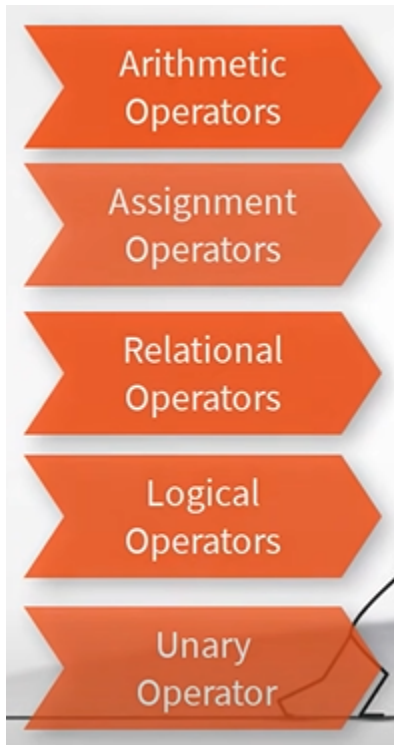 Arithmetic
Operators
Assignment
Operators
Relational
Operators
Logical
Operators
Unary
Operator